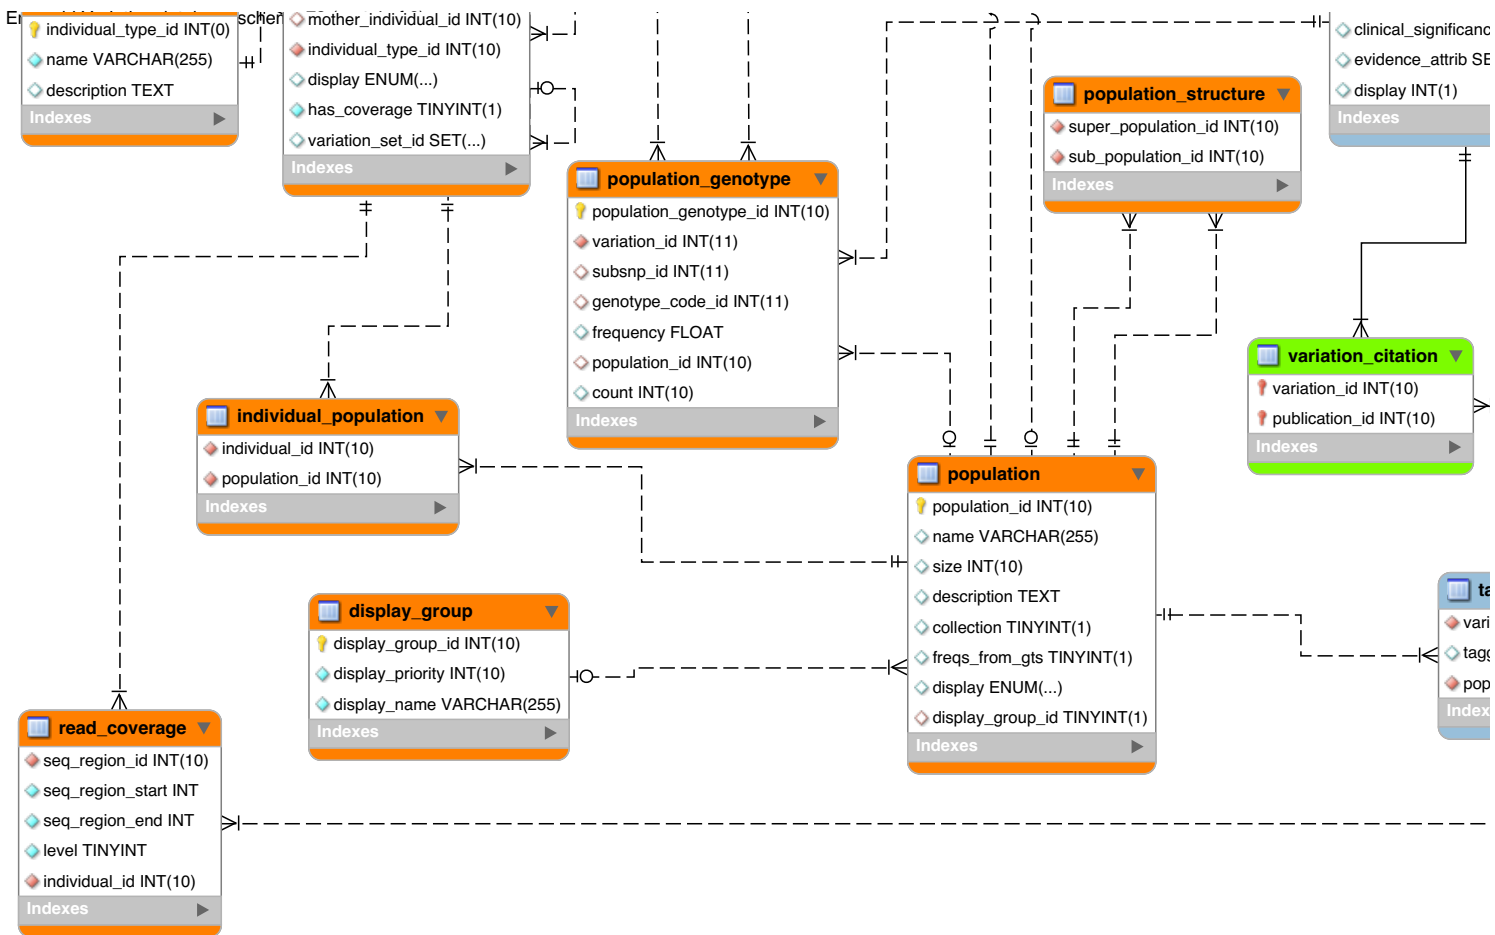 individual_type_id INT(0)
name VARCHAR(255)
description TEXT
Indexes
mother_individual_id INT(10)
individual_type_id INT(10)
display ENUM(...)
has_coverage TINYINT(1)
variation_set_id SET(...)
Indexes
population_genotype
population_genotype_id INT(10)
variation_id INT(11)
subsnp_id INT(11)
genotype_code_id INT(11)
frequency FLOAT
population_id INT(10)
count INT(10)
Indexes
population_structure
super_population_id INT(10)
sub_population_id INT(10)
Indexes
clinical_significanc
evidence_attrib SE
display INT(1)
Indexes
variation_citation
variation_id INT(10)
publication_id INT(10)
Indexes
individual_population
individual_id INT(10)
population_id INT(10)
Indexes
population
population_id INT(10)
name VARCHAR(255)
size INT(10)
description TEXT
collection TINYINT(1)
freqs_from_gts TINYINT(1)
display ENUM(...)
display_group_id TINYINT(1)
Indexes
display_group
display_group_id INT(10)
display_priority INT(10)
display_name VARCHAR(255)
Indexes
ta
vari
tagg
pop
Index
read_coverage
seq_region_id INT(10)
seq_region_start INT
seq_region_end INT
level TINYINT
individual_id INT(10)
Indexes